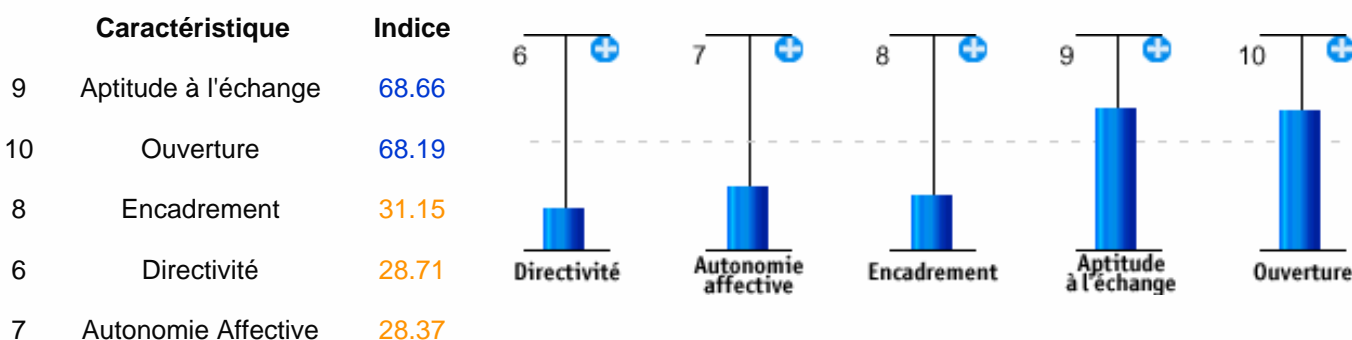 Caractéristique Indice
9 Aptitude à l'échange 68.66
10 Ouverture 68.19
8 Encadrement 31.15
6 Directivité 28.71
7 Autonomie Affective 28.37
6 7 8 9 10
Directivité
Autonomie
affective
Encadrement
Aptitude
à l'échange
Ouverture